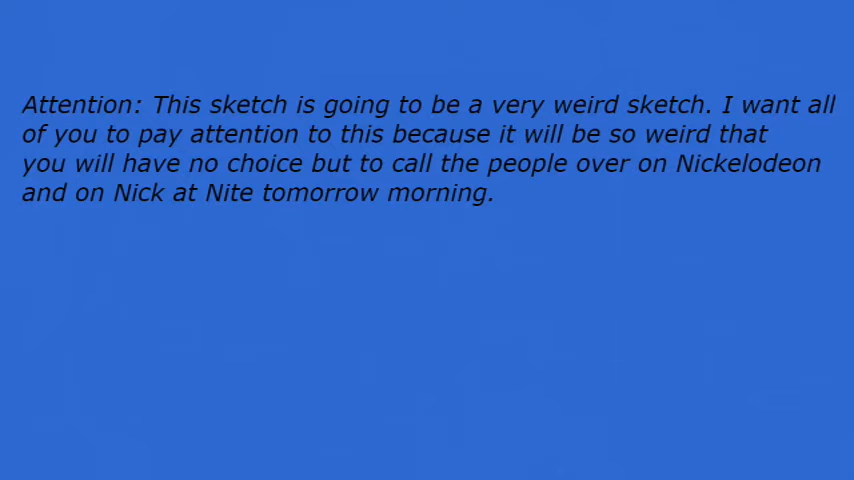 Attention: This sketch is going to be a very weird sketch. I want all
of you to pay attention to this because it will be so weird that
you will have no choice but to call the people over on Nickelodeon
and on Nick at Nite tomorrow morning.